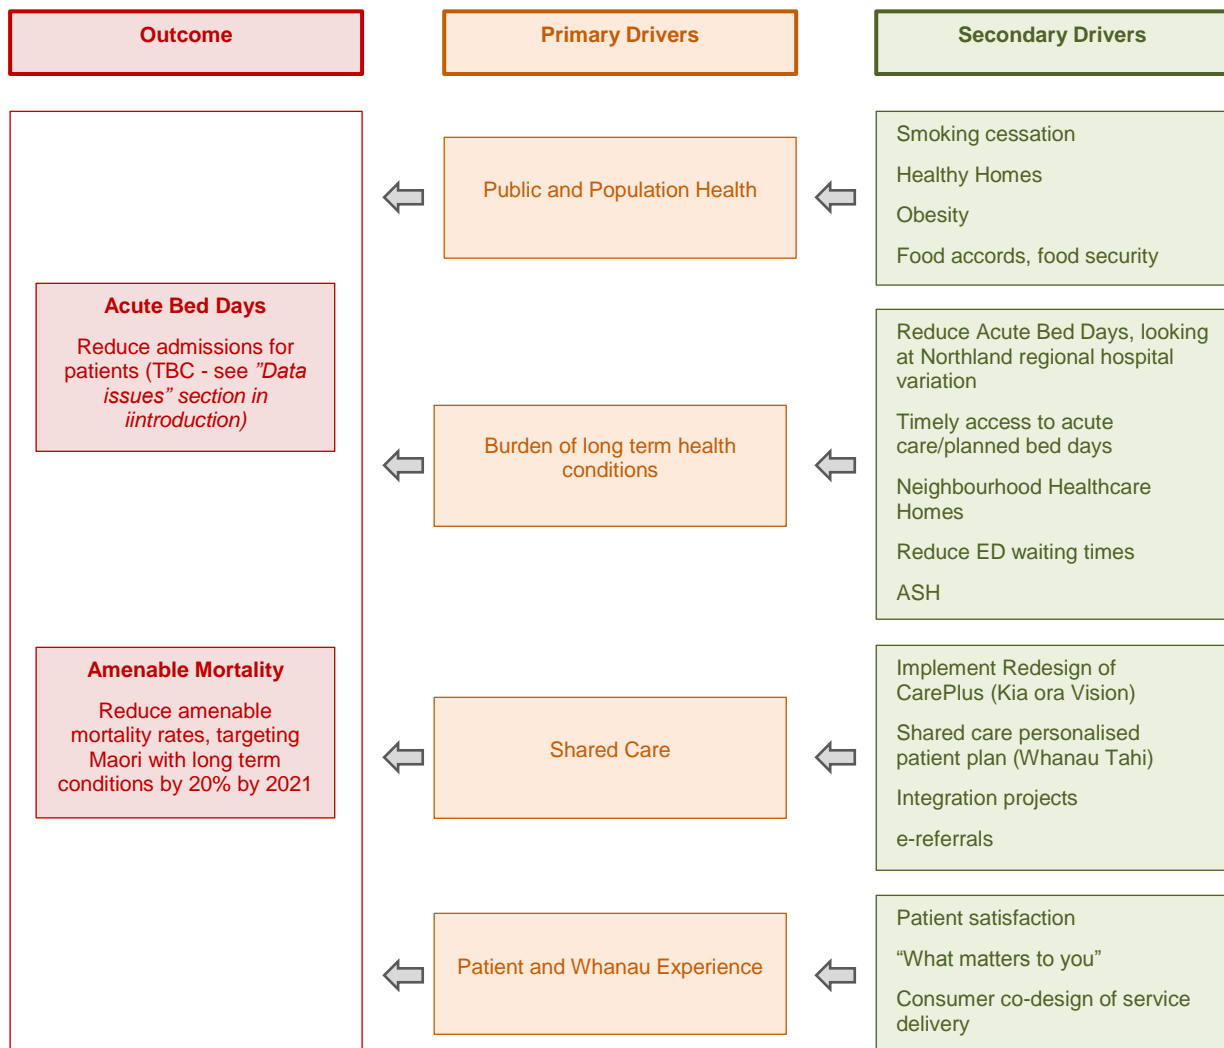 Outcome
Primary Drivers
Secondary Drivers
Acute Bed Days
Reduce admissions for
patients (TBC - see "Data
issues" section in
iintroduction)
Amenable Mortality
Reduce amenable
mortality rates, targeting
Maori with long term
conditions by 20% by 2021
Public and Population Health
Burden of long term health
conditions
Shared Care
Patient and Whanau Experience
Smoking cessation
Healthy Homes
Obesity
Food accords, food security
Reduce Acute Bed Days, looking
at Northland regional hospital
variation
Timely access to acute
care/planned bed days
Neighbourhood Healthcare
Homes
Reduce ED waiting times
ASH
Implement Redesign of
CarePlus (Kia ora Vision)
Shared care personalised
patient plan (Whanau Tahi)
Integration projects
e-referrals
Patient satisfaction
“What matters to you”
Consumer co-design of service
delivery